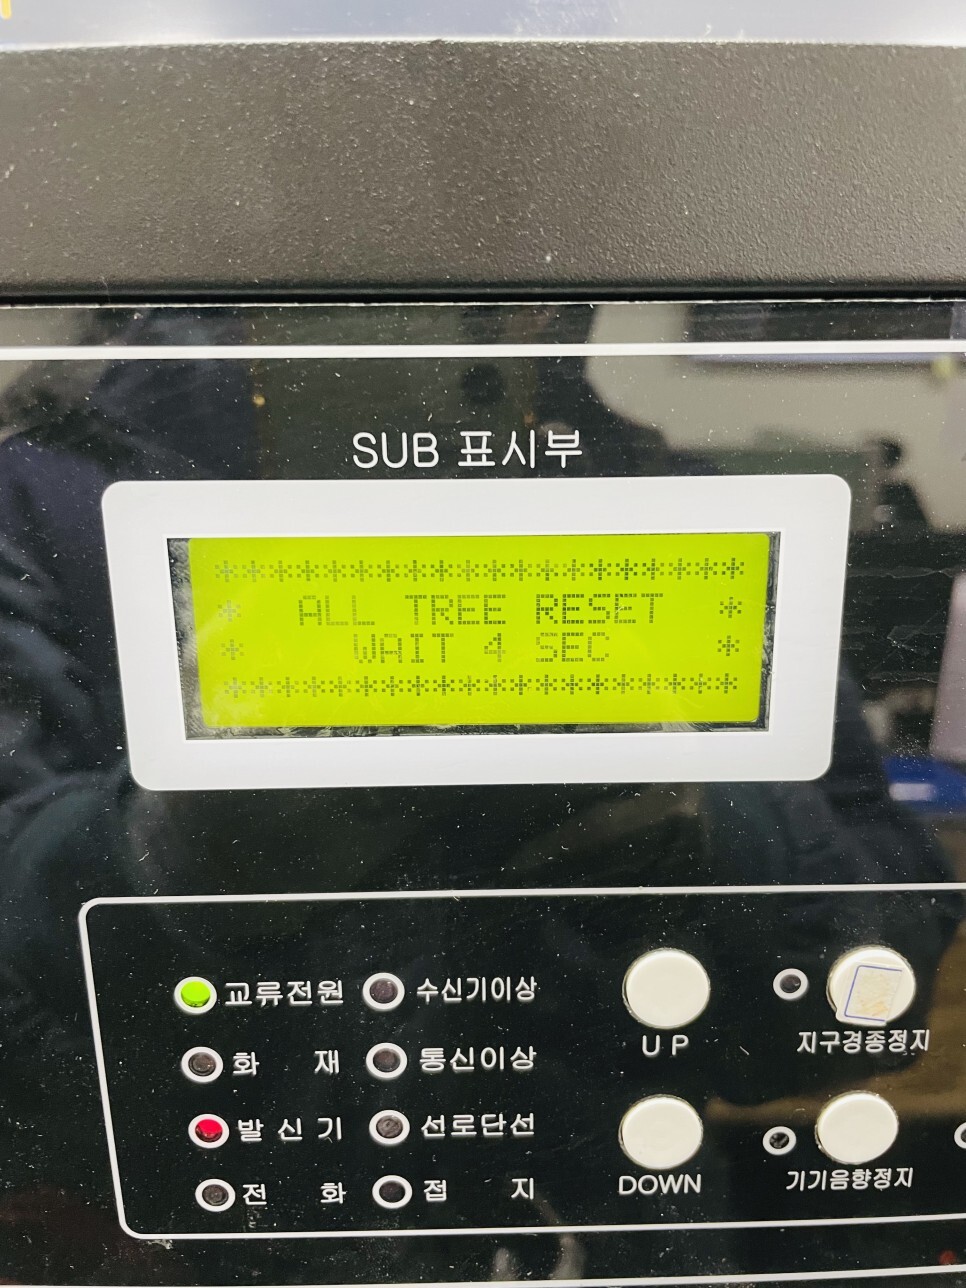 SUB 표시부
********************
* ALL TREE RESET *
* WAIT 4 SEC *
********************
교류전원 수신기이상
화 재 통신이상
발 신 기 선로단선
전 화 접 지
UP
지구경종정지
DOWN
기기음향정지